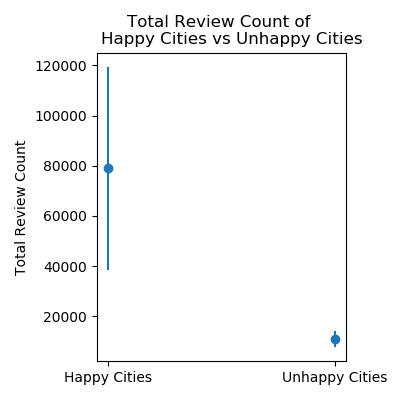 Total Review Count of
Happy Cities vs Unhappy Cities
Total Review Count
120000
100000
80000
60000
40000
20000
Happy Cities
Unhappy Cities